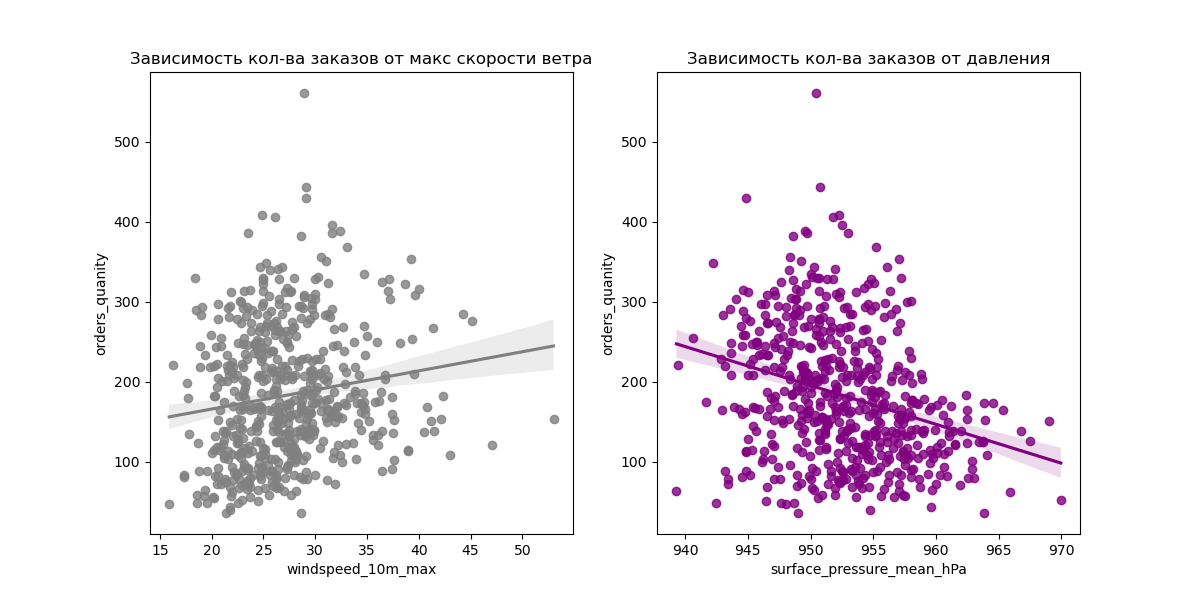 Зависимость кол-ва заказов от макс скорости ветра
500
400
300
200
100
orders_quanity
15 20 25 30 35 40 45 50
windspeed_10m_max
Зависимость кол-ва заказов от давления
500
400
300
200
100
orders_quanity
940 945 950 955 960 965 970
surface_pressure_mean_hPa